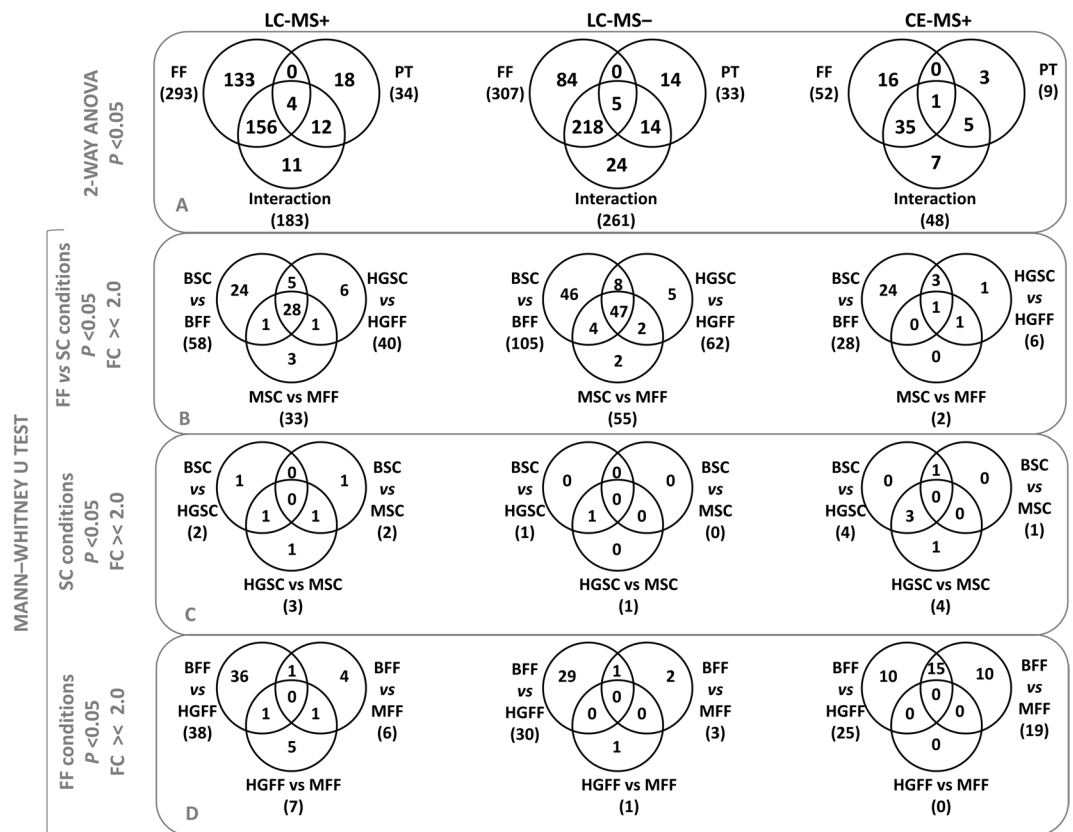 LC-MS+ LC-MS– CE-MS+
2-WAY ANOVA
P <0.05
FF
(293)
133
0
18
PT
(34)
4
156
12
11
Interaction
(183)
FF
(307)
84
0
14
PT
(33)
5
218
14
24
Interaction
(261)
FF
(52)
16
0
3
PT
(9)
1
35
5
7
Interaction
(48)
A
MANN–WHITNEY U TEST
FF vs SC conditions
P <0.05
FC >< 2.0
BSC
vs
BFF
(58)
24
5
6
HGSC
vs
HGFF
(40)
28
1
1
3
MSC vs MFF
(33)
BSC
vs
BFF
(105)
46
8
5
HGSC
vs
HGFF
(62)
47
4
2
2
MSC vs MFF
(55)
BSC
vs
BFF
(28)
24
3
1
HGSC
vs
HGFF
(6)
1
0
1
0
MSC vs MFF
(2)
B
SC conditions
P <0.05
FC >< 2.0
BSC
vs
HGSC
(2)
1
0
1
BSC
vs
MSC
(2)
0
1
1
1
HGSC vs MSC
(3)
BSC
vs
HGSC
(1)
0
0
0
BSC
vs
MSC
(0)
0
1
0
0
HGSC vs MSC
(1)
BSC
vs
HGSC
(4)
0
1
0
BSC
vs
MSC
(1)
0
3
0
1
HGSC vs MSC
(4)
C
FF conditions
P <0.05
FC >< 2.0
BFF
vs
HGFF
(38)
36
1
4
BFF
vs
MFF
(6)
0
1
1
5
HGFF vs MFF
(7)
BFF
vs
HGFF
(30)
29
1
2
BFF
vs
MFF
(3)
0
0
0
1
HGFF vs MFF
(1)
BFF
vs
HGFF
(25)
10
15
10
BFF
vs
MFF
(19)
0
0
0
0
HGFF vs MFF
(0)
D